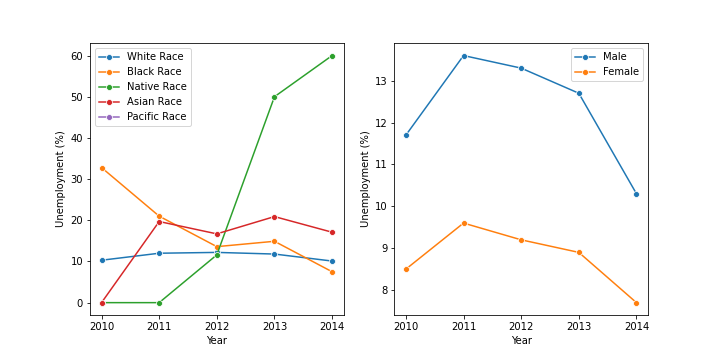 White Race
Black Race
Native Race
Asian Race
Pacific Race
60
50
40
30
20
10
0
Unemployment (%)
2010 2011 2012 2013 2014
Year
Male
Female
13
12
11
10
9
8
Unemployment (%)
2010 2011 2012 2013 2014
Year